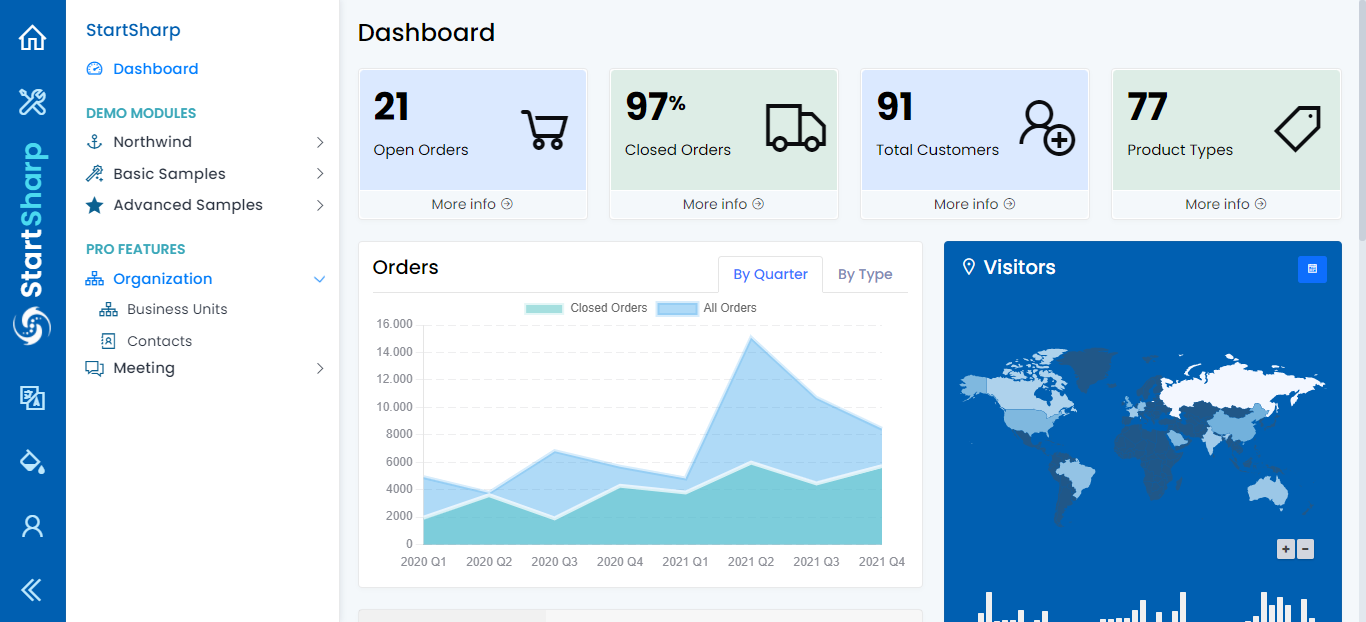 StartSharp
StartSharp
Dashboard
DEMO MODULES
Northwind
Basic Samples
Advanced Samples
PRO FEATURES
Organization
Business Units
Contacts
Meeting
Dashboard
21
Open Orders
More info
97%
Closed Orders
More info
91
Total Customers
More info
77
Product Types
More info
Orders
By Quarter
By Type
Closed Orders
All Orders
16.000
14.000
12.000
10.000
8000
6000
4000
2000
0
2020 Q1
2020 Q2
2020 Q3
2020 Q4
2021 Q1
2021 Q2
2021 Q3
2021 Q4
Visitors
+
−